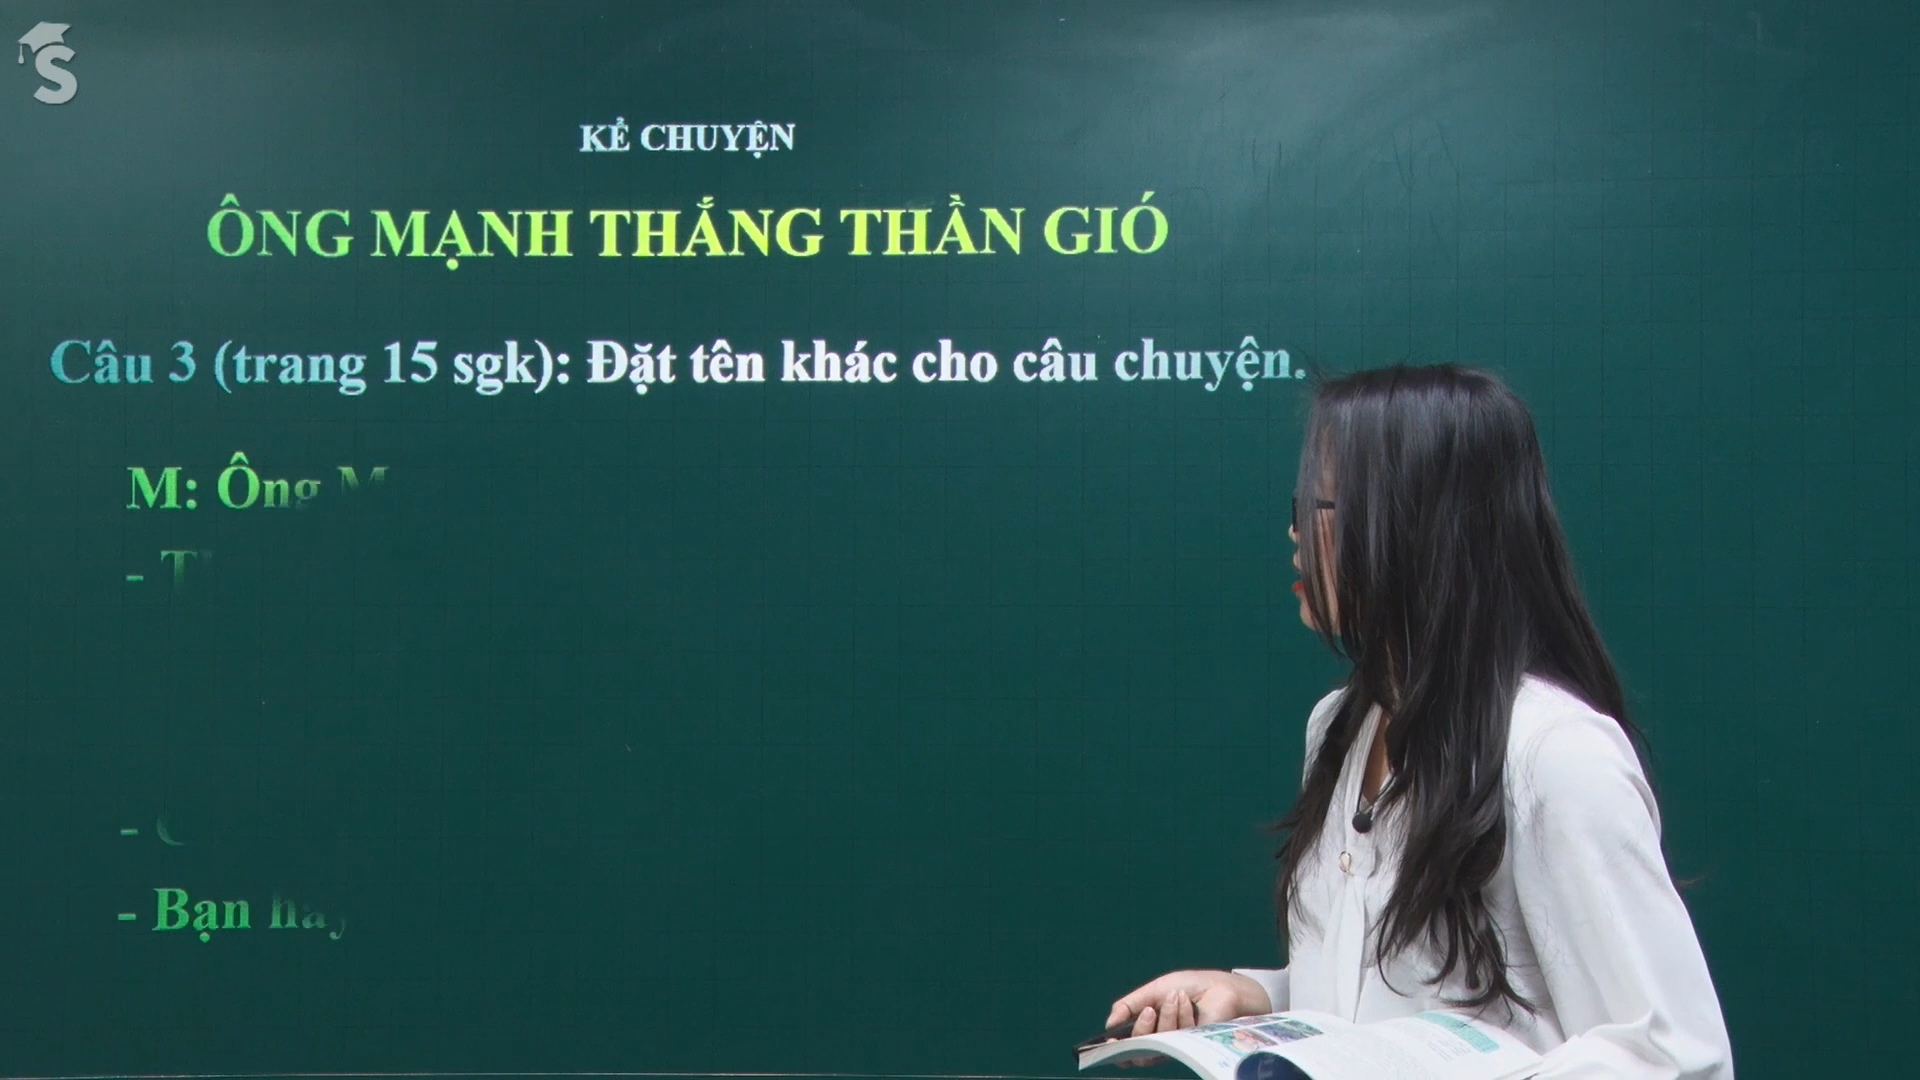 S
KỂ CHUYỆN
ÔNG MẠNH THẮNG THẦN GIÓ
Câu 3 (trang 15 sgk): Đặt tên khác cho câu chuyện.
M: Ông
- Bạn